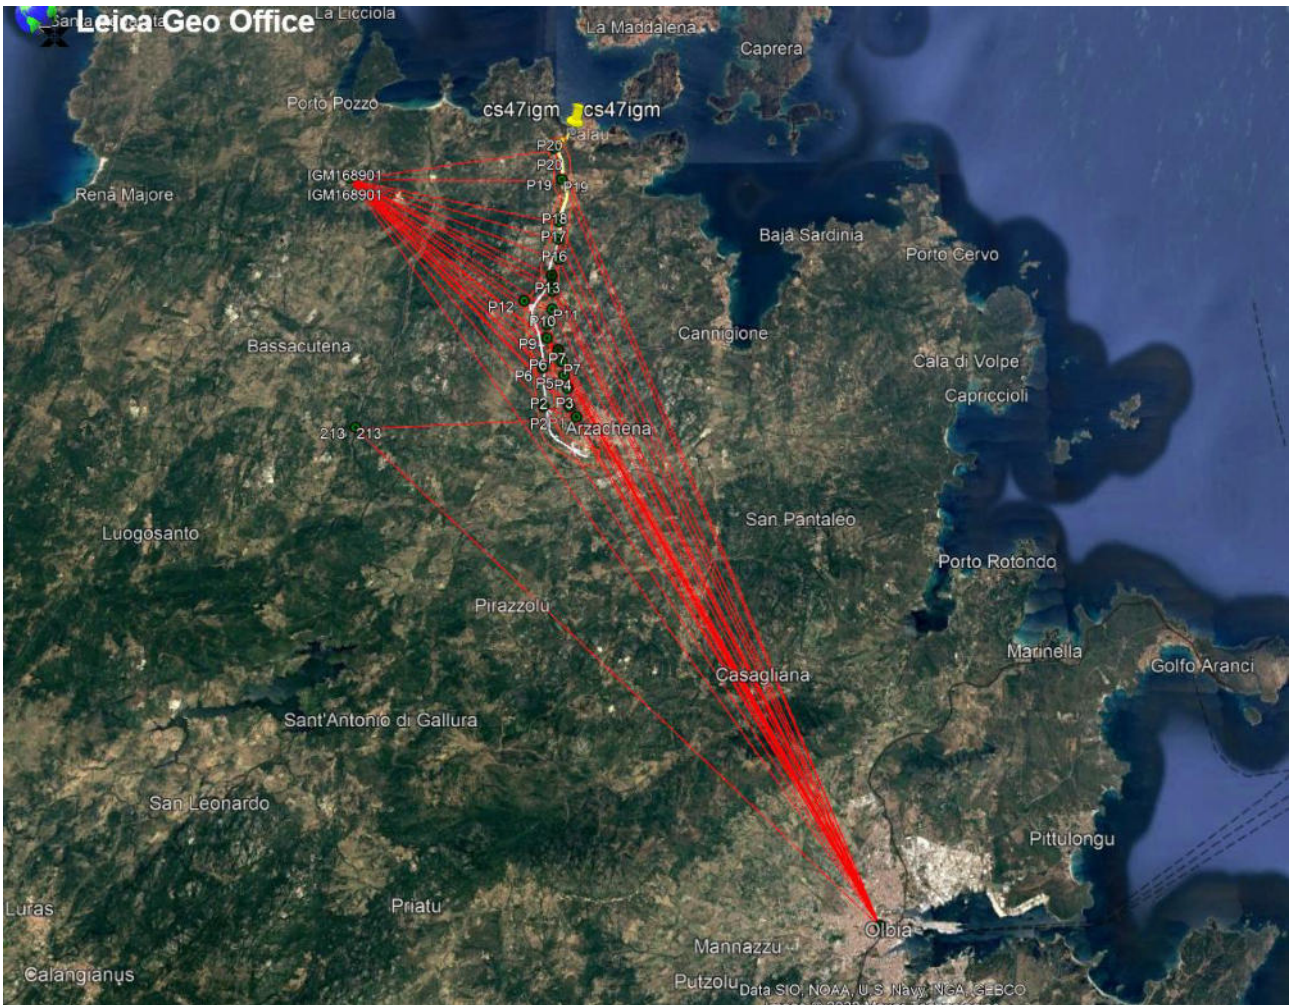 La Licciola
Leica Geo Office
La Maddalena
Caprera
Porto Pozzo
cs47igm cs47igm
Palau
P20
P20
IGM168901
P19 P19
IGM168901
Rena Majore
P18
P17
Baja Sardinia
Porto Cervo
P16
P13
P12
P11
P10
Cannigione
Bassacutena
P9
P7
Cala di Volpe
P6
P7
P6
P5
P4
Capriccioli
P2
P3
P2
P1
Arzachena
213 213
San Pantaleo
Luogosanto
Porto Rotondo
Pirazzolu
Marinella
Golfo Aranci
Casagliana
Sant'Antonio di Gallura
San Leonardo
Pittulongu
Luras
Priatu
Olbia
Mannazzu
Calangianus
Putzolu
Data SIO, NOAA, U.S. Navy, NGA, GEBCO